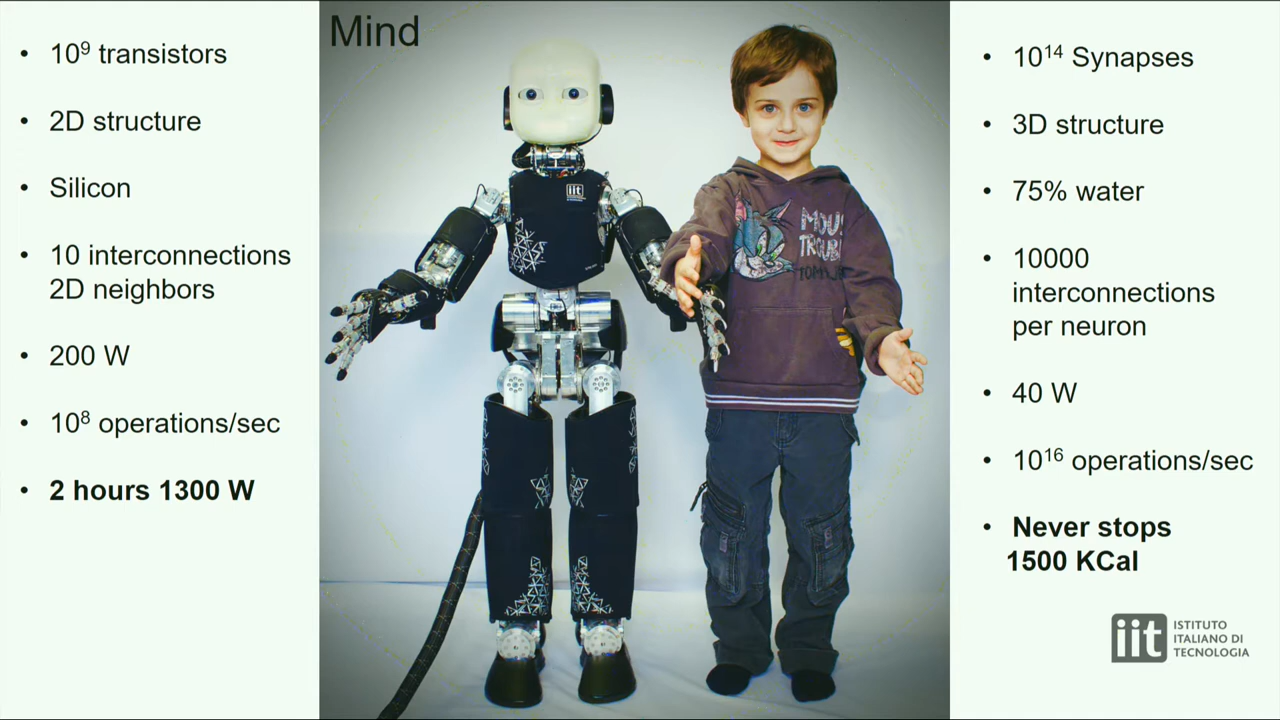 Mind
• 10⁹ transistors
• 2D structure
• Silicon
• 10 interconnections
2D neighbors
• 200 W
• 10⁸ operations/sec
• 2 hours 1300 W
iit
• 10¹⁴ Synapses
• 3D structure
• 75% water
• 10000
interconnections
per neuron
• 40 W
• 10¹⁶ operations/sec
• Never stops
1500 KCal
iit ISTITUTO
ITALIANO DI
TECNOLOGIA